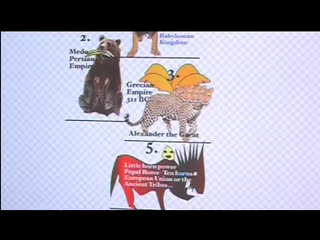 2.
Babylonian
Kingdom
Medo
Persian
Empire
3.
Grecian
Empire
321 BC
Alexander the Great
5.
Little horn power
Papal Rome Ten horns
European Union or the
Ancient Tribes...